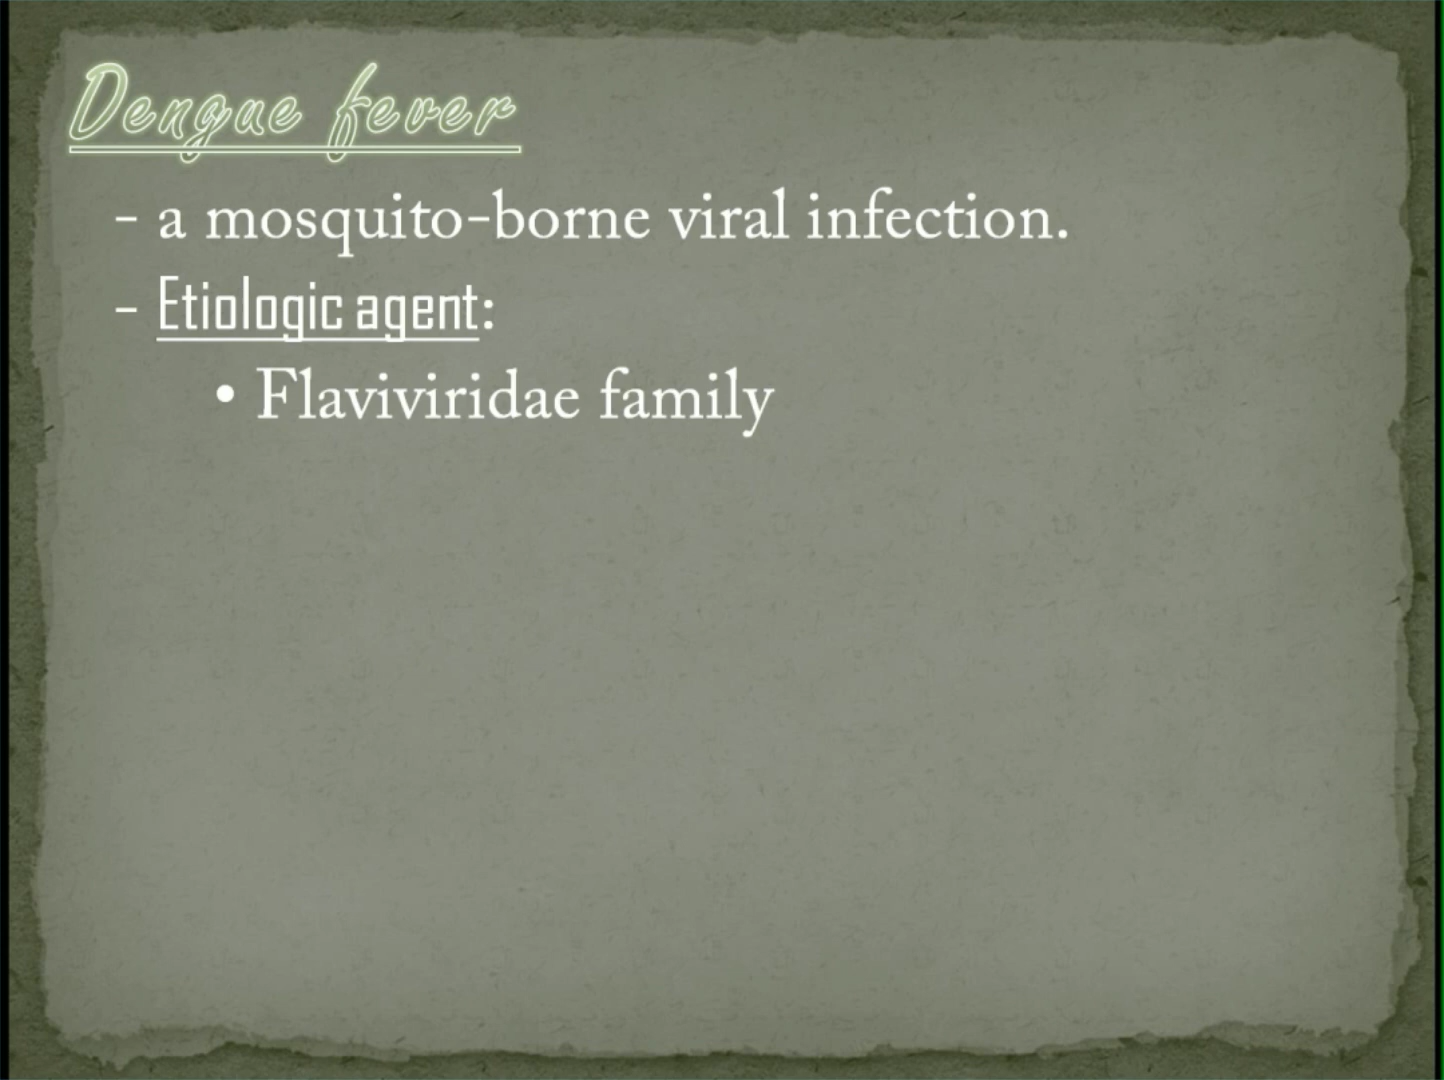 Dengue fever
- a mosquito-borne viral infection.
- Etiologic agent:
• Flaviviridae family